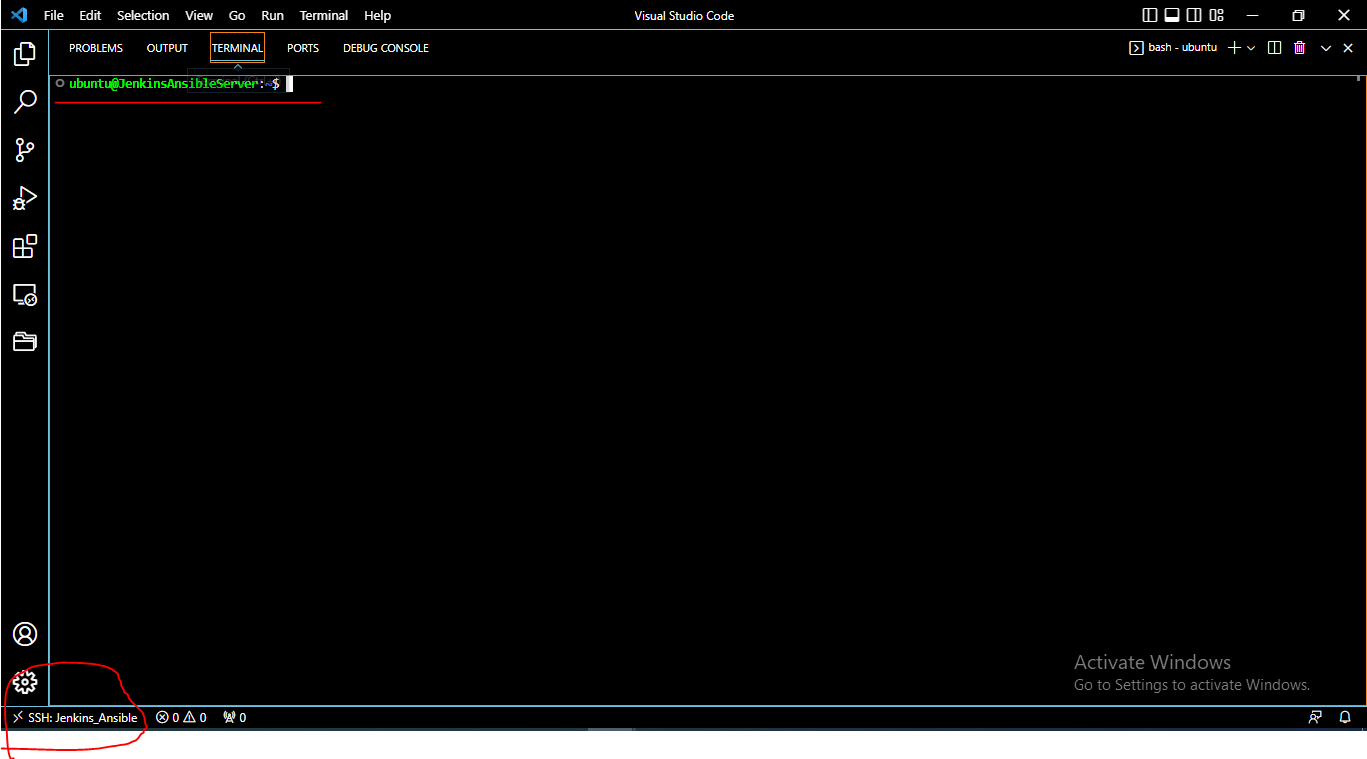 File Edit Selection View Go Run Terminal Help Visual Studio Code
PROBLEMS OUTPUT TERMINAL PORTS DEBUG CONSOLE bash - ubuntu
ubuntu@JenkinsAnsibleServer:~$
Activate Windows
Go to Settings to activate Windows.
SSH: Jenkins_Ansible 0 0 0